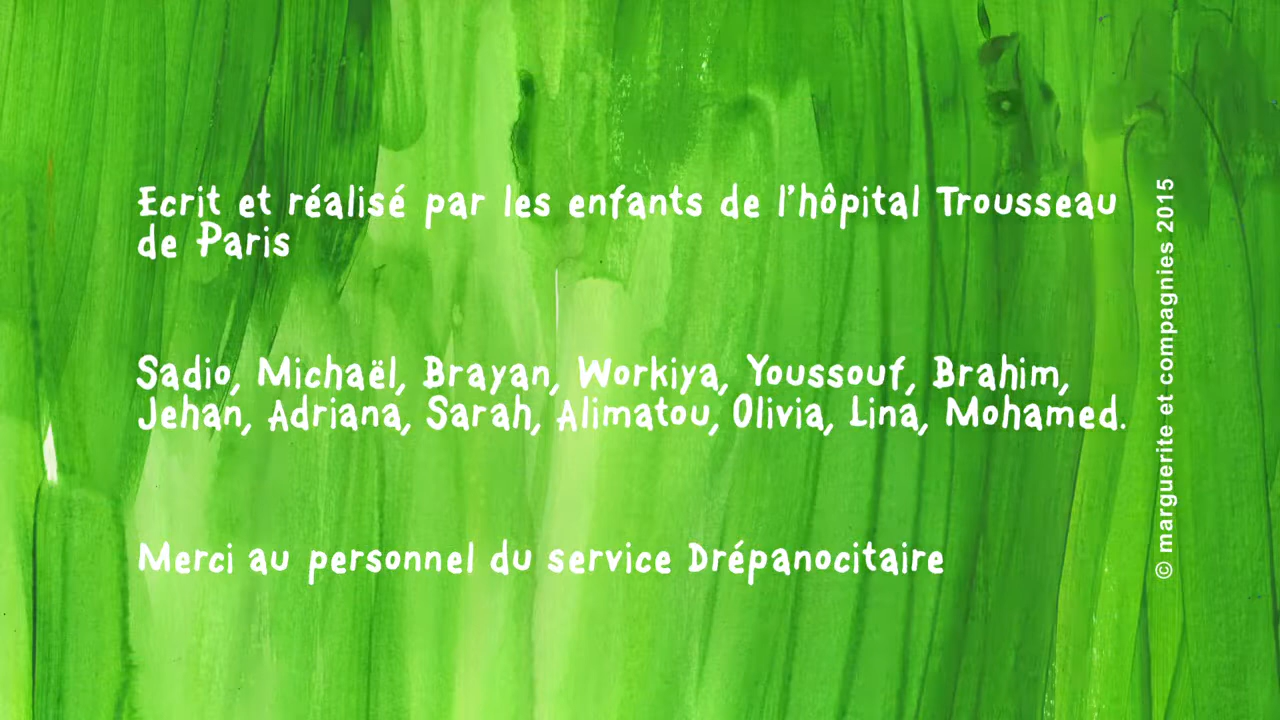 Ecrit et réalisé par les enfants de l'hôpital Trousseau
de Paris
Sadio, Michaël, Brayan, Workiya, Youssouf, Brahim,
Jehan, Adriana, Sarah, Alimatou, Olivia, Lina, Mohamed.
Merci au personnel du service Drépanocitaire
© marguerite et compagnies 2015